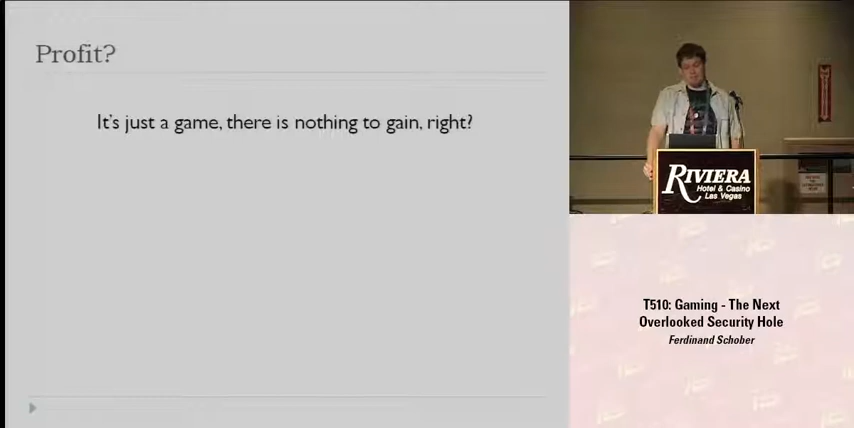 Profit?
It's just a game, there is nothing to gain, right?
RIVIERA
Hotel & Casino
Las Vegas
T510: Gaming - The Next
Overlooked Security Hole
Ferdinand Schober